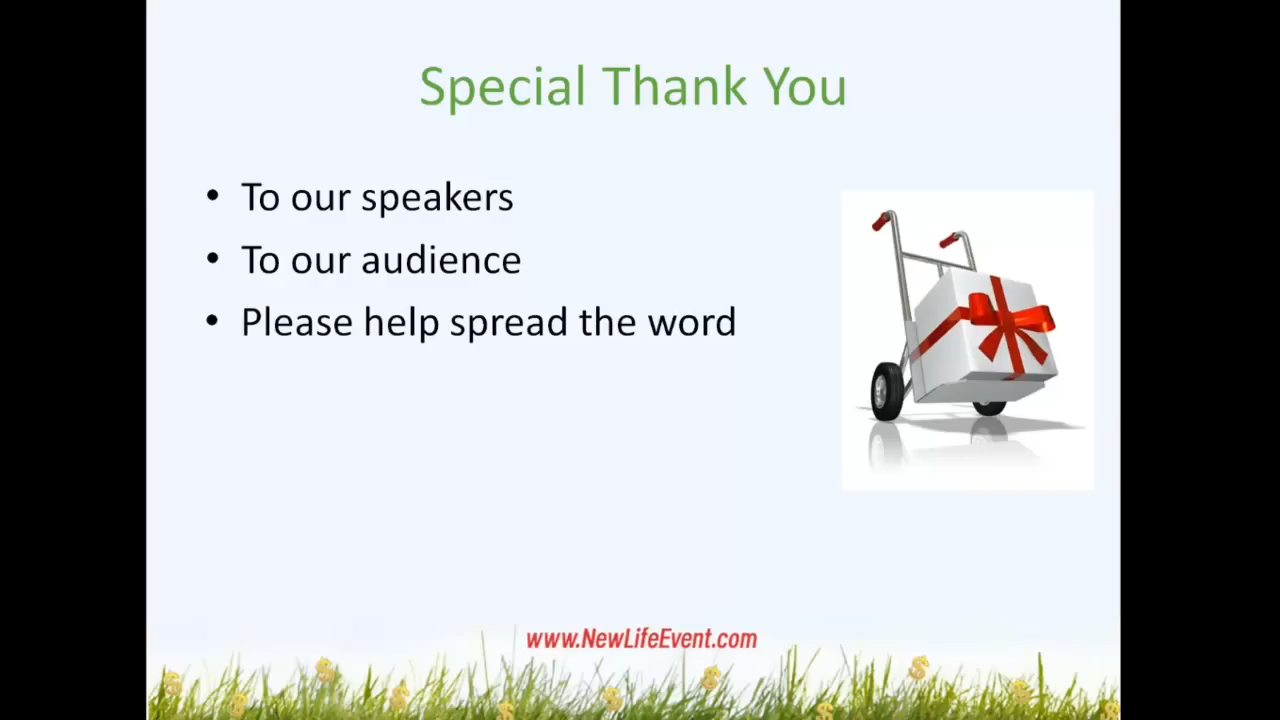 Special Thank You
• To our speakers
• To our audience
• Please help spread the word
www.NewLifeEvent.com